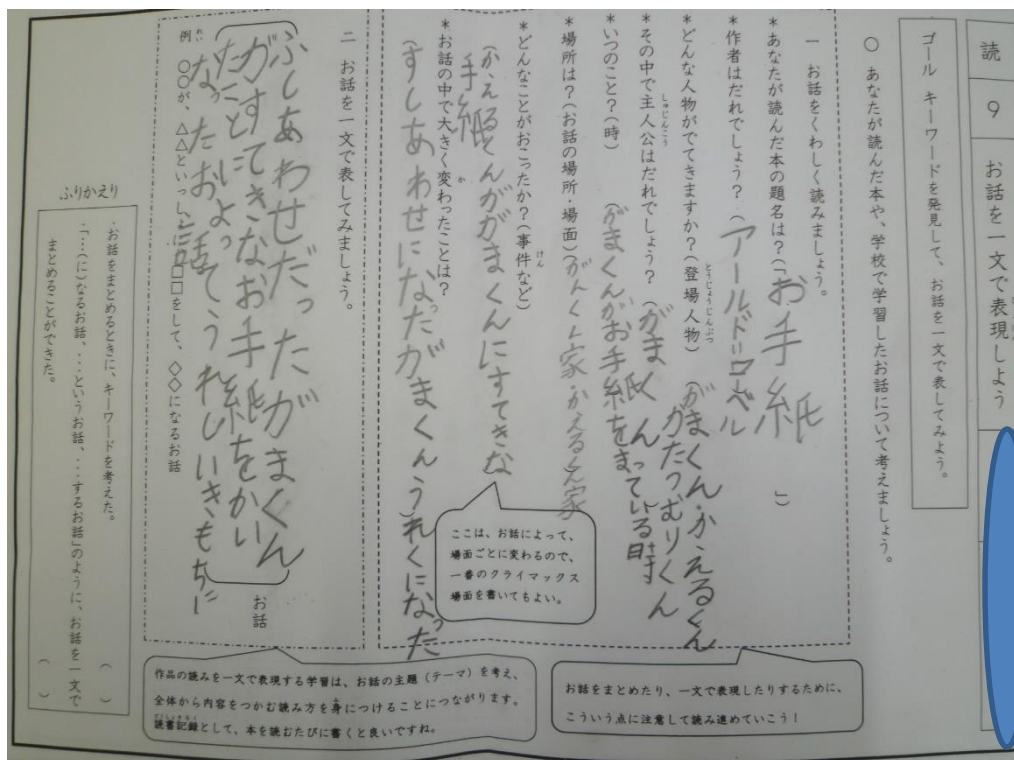 読 9 お話を一文で表現しよう
ゴール キーワードを発見して、お話を一文で表してみよう。
○ あなたが読んだ本や、学校で学習したお話について考えましょう。
一 お話をくわしく読みましょう。
*あなたが読んだ本の題名は?(「お手紙」)
*作者はだれでしょう?(アールドローベル
*どんな人物がでてきますか?(登場人物)(がまくん・かえるくん
かたつむりくん
*その中で主人公はだれでしょう?(がまくん
*いつのこと?(時)(がまくんがお手紙をまっている時
*場所は?(お話の場所・場面)(がくん家・かえるくん家
*どんなことがおこったか?(事件など)
(かえるくんががまくんにすてきな
手紙
*お話の中で大きく変わったことは?
(すしあわせになったがまくん
お話をまとめたり、一文で表現したりするために、
こういう点に注意して読み進めていこう!
ここは、お話によって、
場面ごとに変わるので、
一番のクライマックス
場面を書いてもよい。
二 お話を一文で表してみましょう。
ふしあわせだったがまくん
がすてきなお手紙をかい
たことによってうれしいきもちに
なったお話
お話
例 ○○が、△△といっしょに□□をして、◇◇になるお話
作品の読みを一文で表現する学習は、お話の主題(テーマ)を考え、
全体から内容をつかむ読み方を身につけることにつながります。
読書記録として、本を読むたびに書くと良いですね。
ふりかえり
・お話をまとめるときに、キーワードを考えた。( )
・「…(に)なるお話、・・・というお話、・・・するお話」のように、お話を一文で
まとめることができた。( )